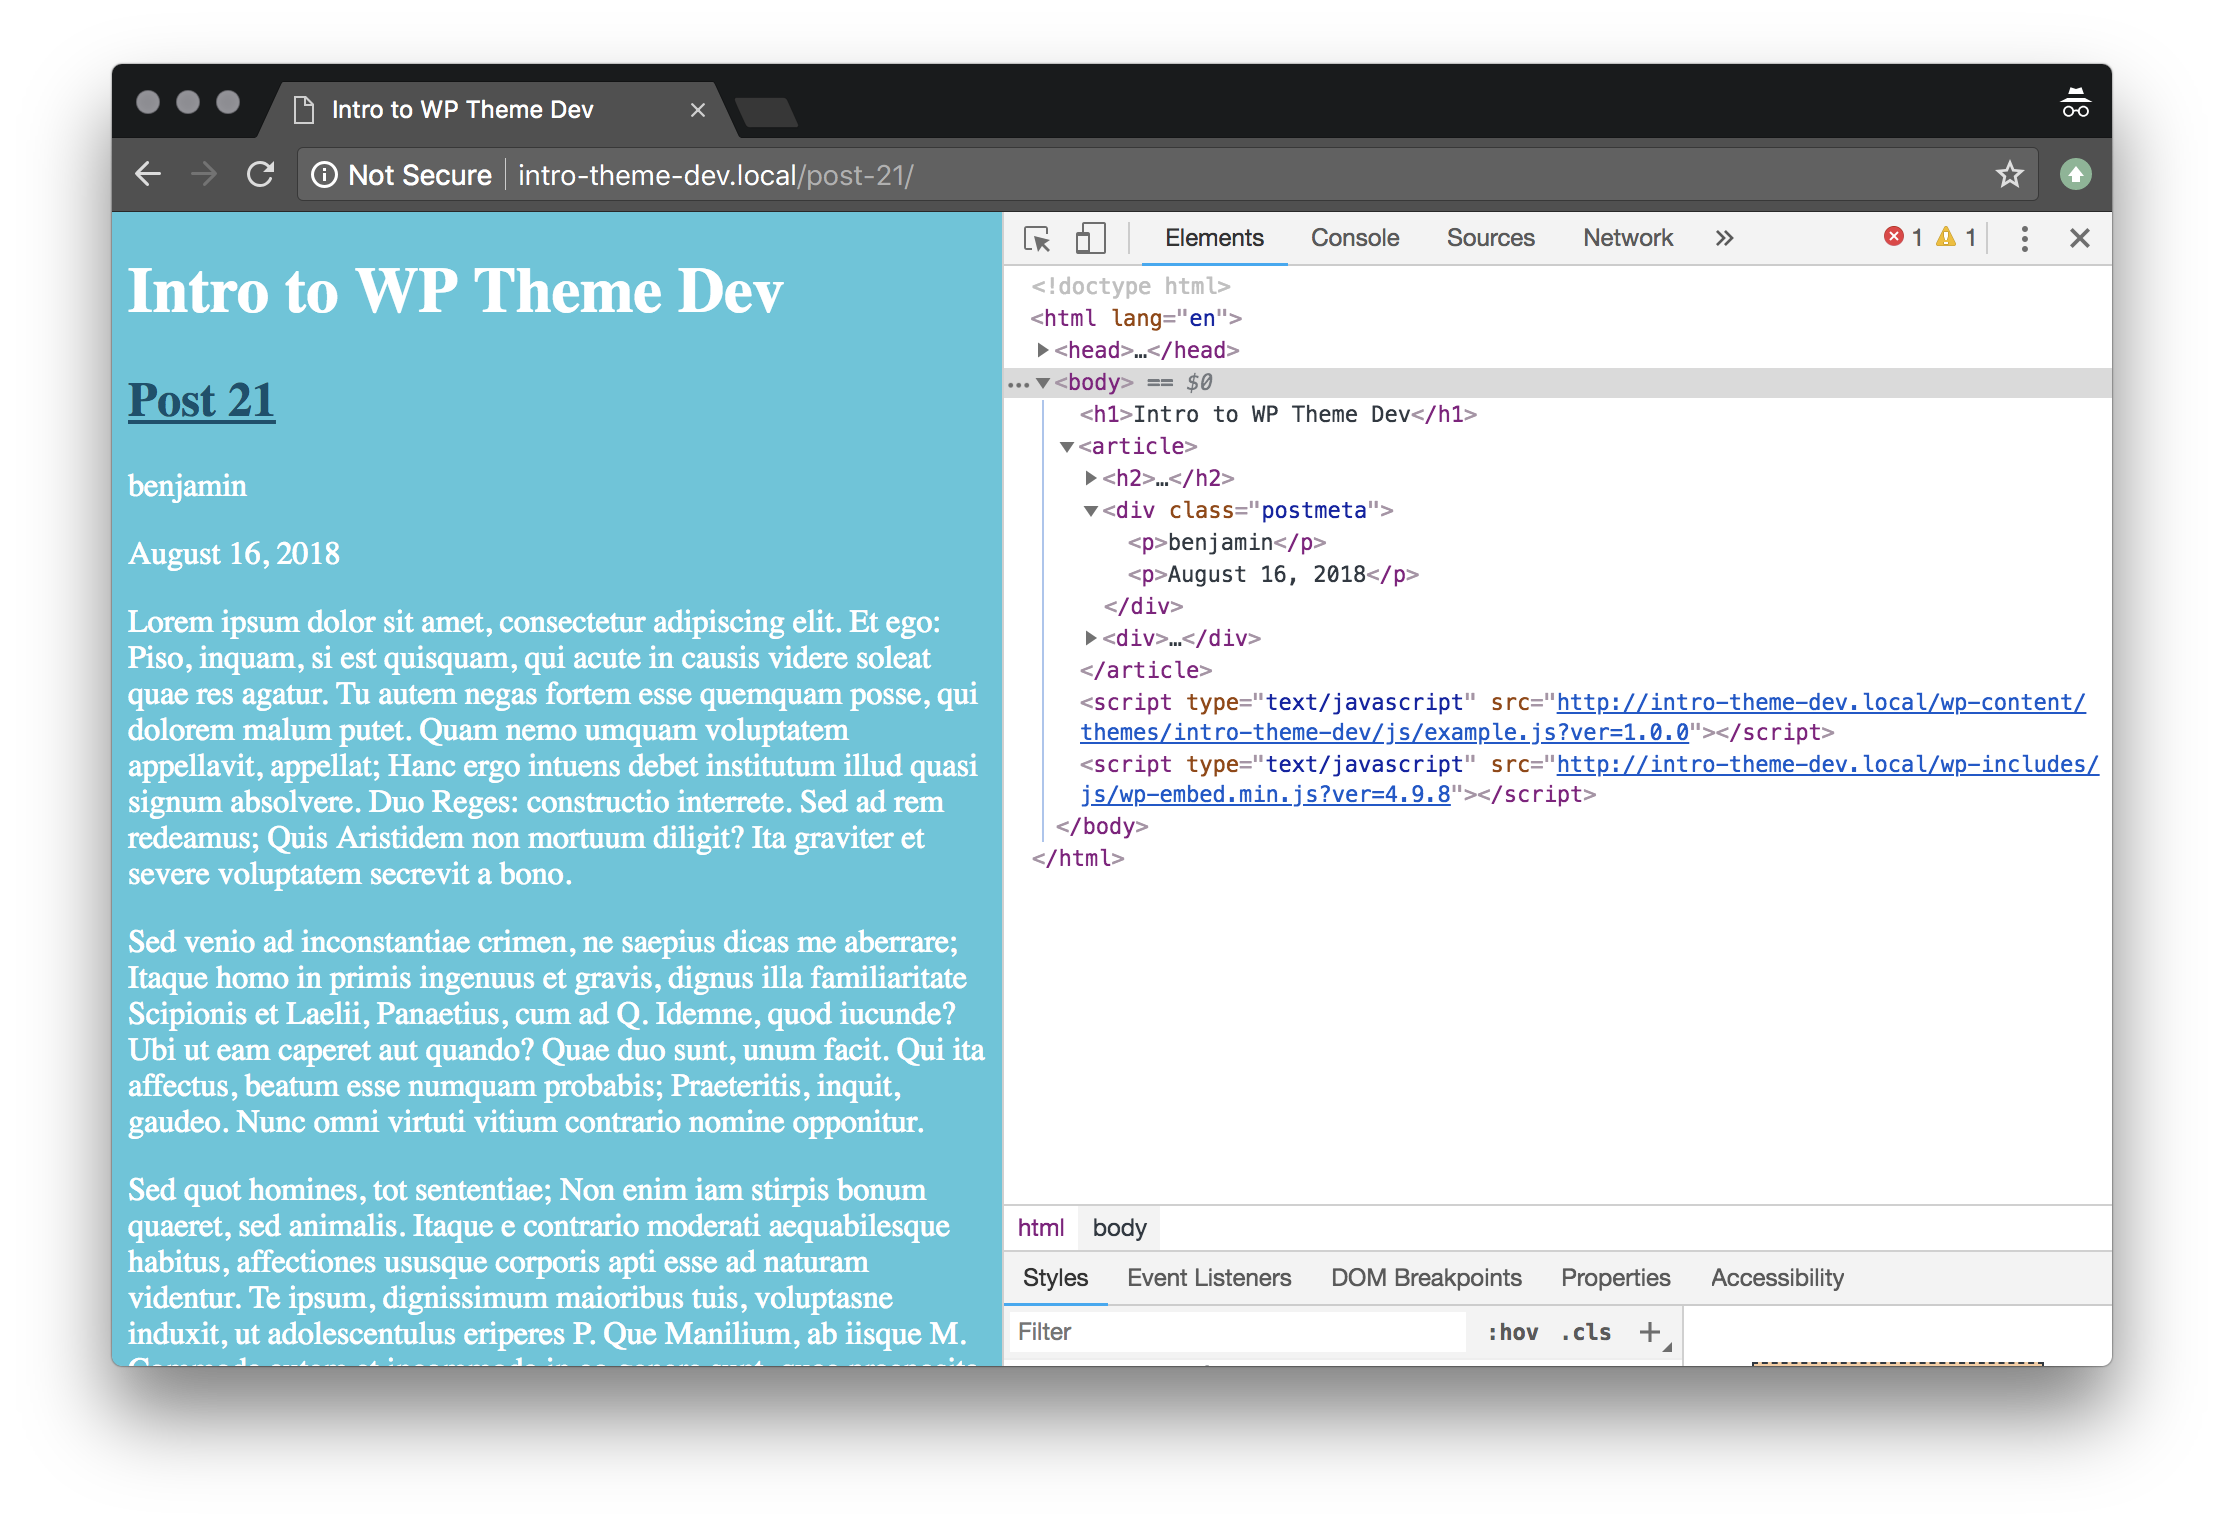 Intro to WP Theme Dev
Not Secure intro-theme-dev.local/post-21/
Intro to WP Theme Dev
Post 21
benjamin
August 16, 2018
Lorem ipsum dolor sit amet, consectetur adipiscing elit. Et ego:
Piso, inquam, si est quisquam, qui acute in causis videre soleat
quae res agatur. Tu autem negas fortem esse quemquam posse, qui
dolorem malum putet. Quam nemo umquam voluptatem
appellavit, appellat; Hanc ergo intuens debet institutum illud quasi
signum absolvere. Duo Reges: constructio interrete. Sed ad rem
redeamus; Quis Aristidem non mortuum diligit? Ita graviter et
severe voluptatem secrevit a bono.
Sed venio ad inconstantiae crimen, ne saepius dicas me aberrare;
Itaque homo in primis ingenuus et gravis, dignus illa familiaritate
Scipionis et Laelii, Panaetius, cum ad Q. Idemne, quod iucunde?
Ubi ut eam caperet aut quando? Quae duo sunt, unum facit. Qui ita
affectus, beatum esse numquam probabis; Praeteritis, inquit,
gaudeo. Nunc omni virtuti vitium contrario nomine opponitur.
Sed quot homines, tot sententiae; Non enim iam stirpis bonum
quaeret, sed animalis. Itaque e contrario moderati aequabilesque
habitus, affectiones ususque corporis apti esse ad naturam
videntur. Te ipsum, dignissimum maioribus tuis, voluptasne
induxit, ut adolescentulus eriperes P. Que Manilium, ab iisque M.
Elements Console Sources Network » 1 1
<!doctype html>
<html lang="en">
<head>…</head>
… <body> == $0
<h1>Intro to WP Theme Dev</h1>
<article>
<h2>…</h2>
<div class="postmeta">
<p>benjamin</p>
<p>August 16, 2018</p>
</div>
<div>…</div>
</article>
<script type="text/javascript" src="http://intro-theme-dev.local/wp-content/
themes/intro-theme-dev/js/example.js?ver=1.0.0"></script>
<script type="text/javascript" src="http://intro-theme-dev.local/wp-includes/
js/wp-embed.min.js?ver=4.9.8"></script>
</body>
</html>
html body
Styles Event Listeners DOM Breakpoints Properties Accessibility
Filter :hov .cls +